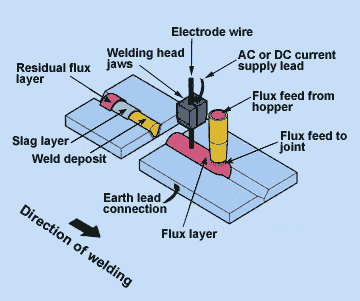 Electrode wire
Welding head
jaws
AC or DC current
supply lead
Residual flux
layer
Flux feed from
hopper
Slag layer
Weld deposit
Flux feed to
joint
Earth lead
connection
Flux layer
Direction of welding